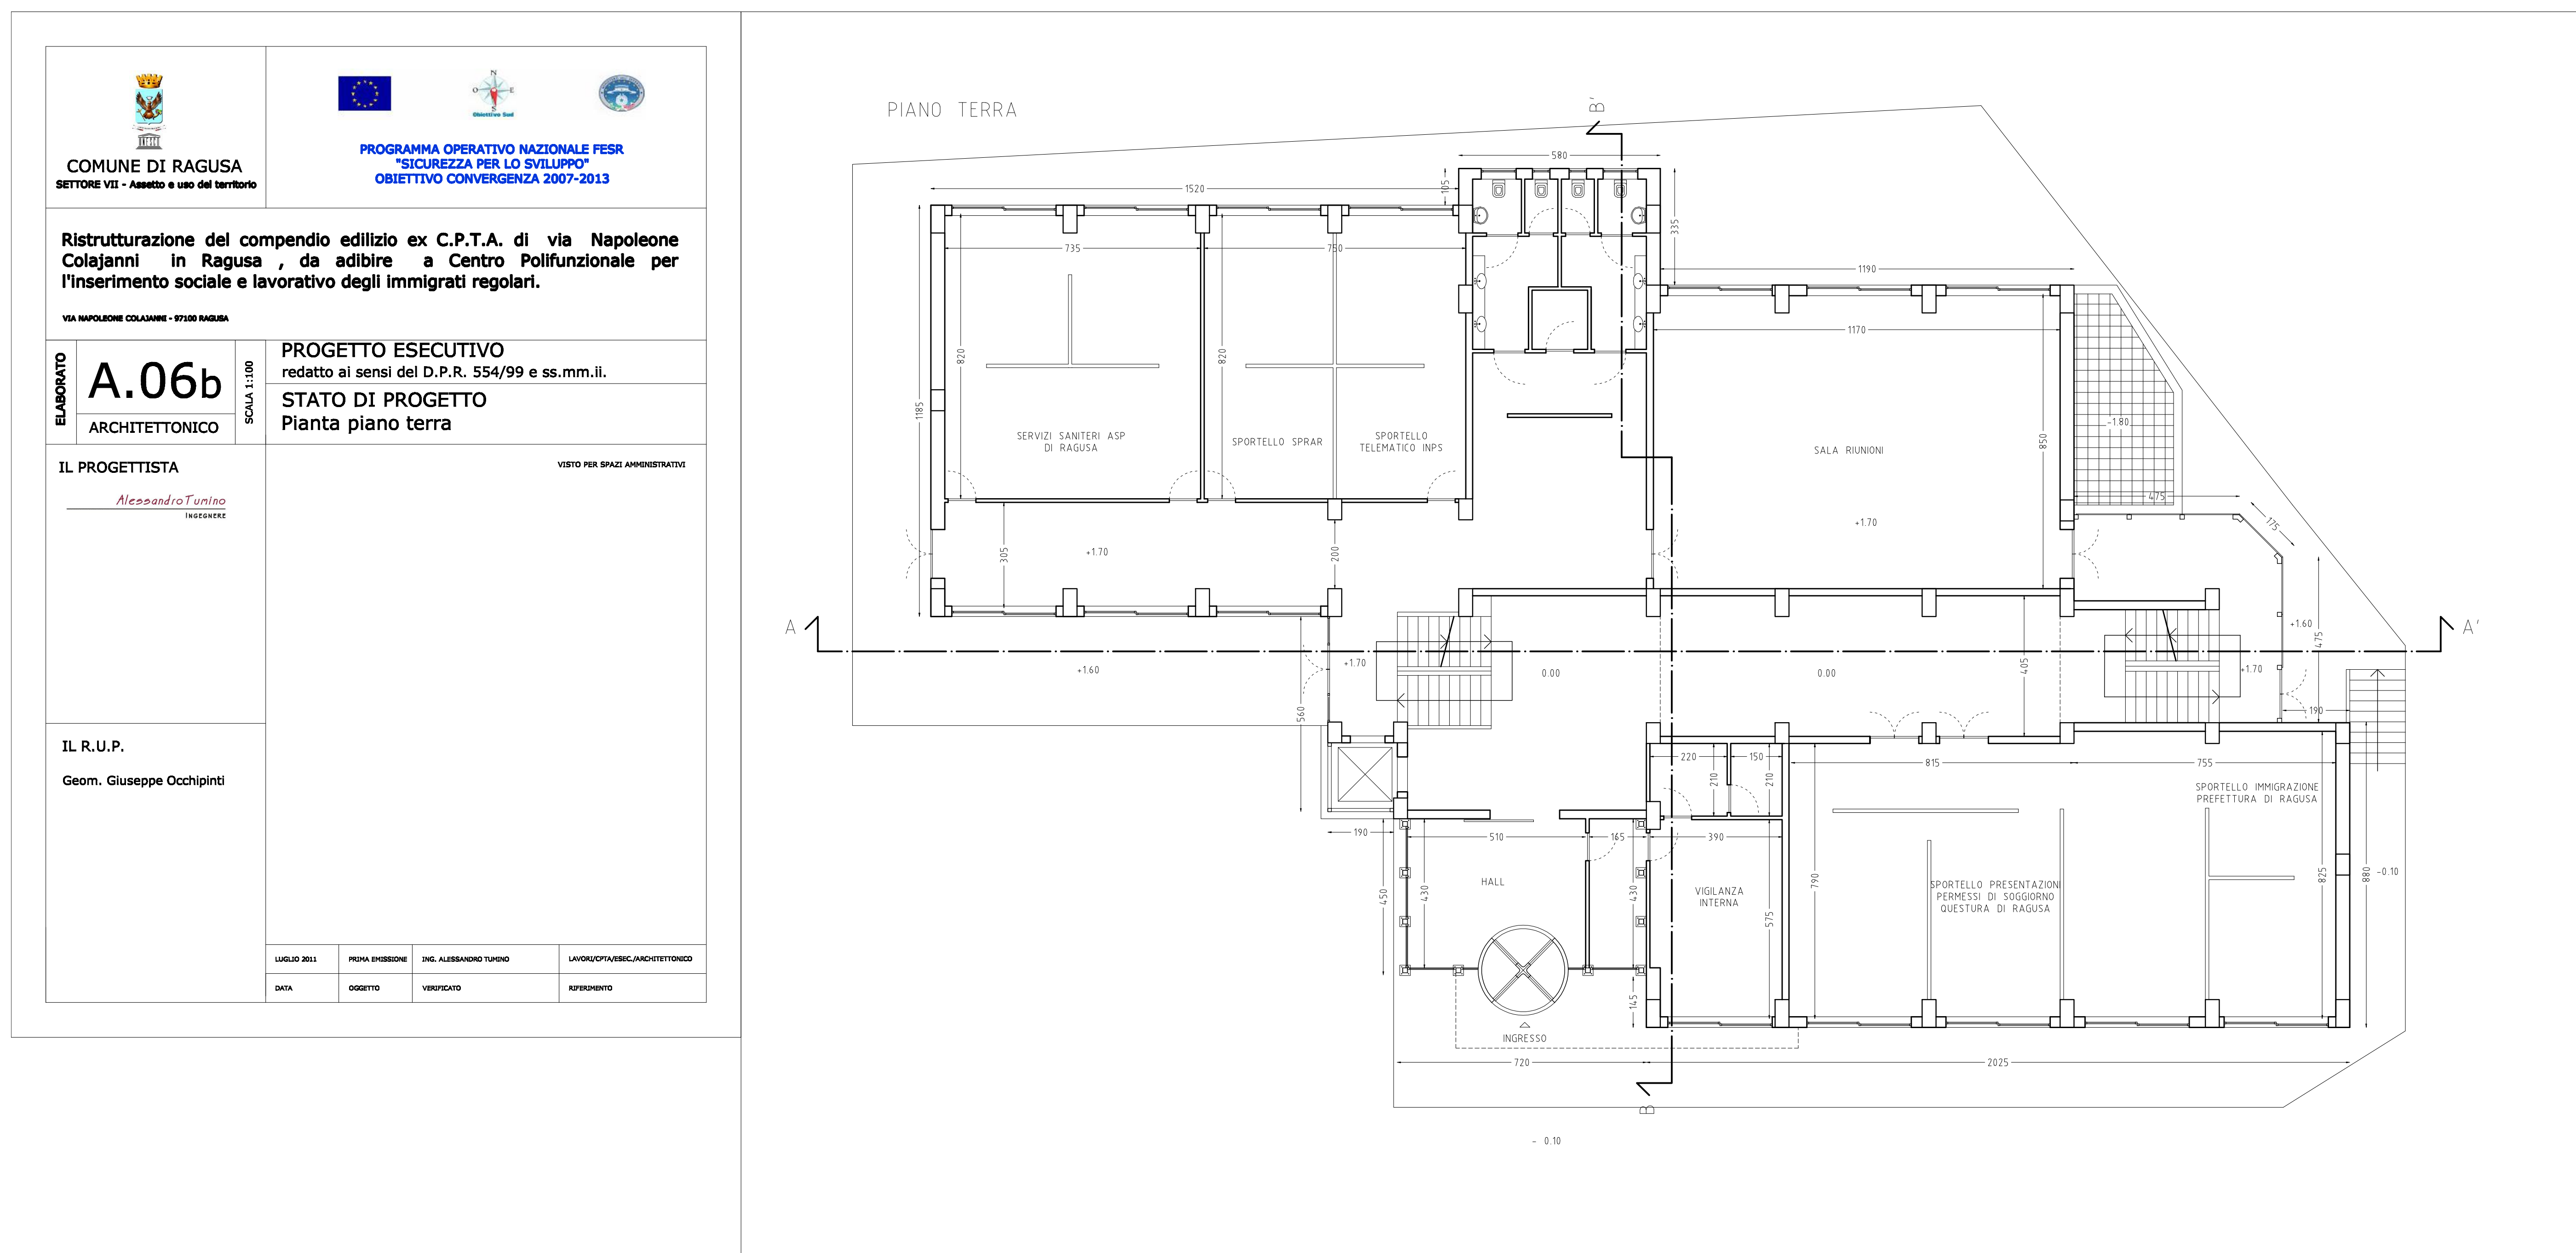 UNESCO
COMUNE DI RAGUSA
SETTORE VII - Assetto e uso del territorio
N
O E
S
Obiettivo Sud
PROGRAMMA OPERATIVO NAZIONALE FESR
"SICUREZZA PER LO SVILUPPO"
OBIETTIVO CONVERGENZA 2007-2013
Ristrutturazione del compendio edilizio ex C.P.T.A. di via Napoleone
Colajanni in Ragusa , da adibire a Centro Polifunzionale per
l'inserimento sociale e lavorativo degli immigrati regolari.
VIA NAPOLEONE COLAJANNI - 97100 RAGUSA
ELABORATO
A.06b
ARCHITETTONICO
SCALA 1:100
PROGETTO ESECUTIVO
redatto ai sensi del D.P.R. 554/99 e ss.mm.ii.
STATO DI PROGETTO
Pianta piano terra
IL PROGETTISTA
Alessandro Tumino
INGEGNERE
VISTO PER SPAZI AMMINISTRATIVI
IL R.U.P.
Geom. Giuseppe Occhipinti
LUGLIO 2011 PRIMA EMISSIONE ING. ALESSANDRO TUMINO LAVORI/CPTA/ESEC./ARCHITETTONICO
DATA OGGETTO VERIFICATO RIFERIMENTO
PIANO TERRA
B'
580
1520
105
335
735
750
1190
1170
820
820
1185
850
SERVIZI SANITERI ASP
DI RAGUSA
SPORTELLO SPRAR
SPORTELLO
TELEMATICO INPS
SALA RIUNIONI
-1.80
475
175
+1.70
305
+1.70
200
A
A'
+1.60
475
+1.60
+1.70
0.00
0.00
405
+1.70
560
190
220
150
210
210
815
755
SPORTELLO IMMIGRAZIONE
PREFETTURA DI RAGUSA
190
510
165
390
HALL
450
430
430
VIGILANZA
INTERNA
575
790
SPORTELLO PRESENTAZIONI
PERMESSI DI SOGGIORNO
QUESTURA DI RAGUSA
825
880
-0.10
145
INGRESSO
720
2025
B
- 0.10